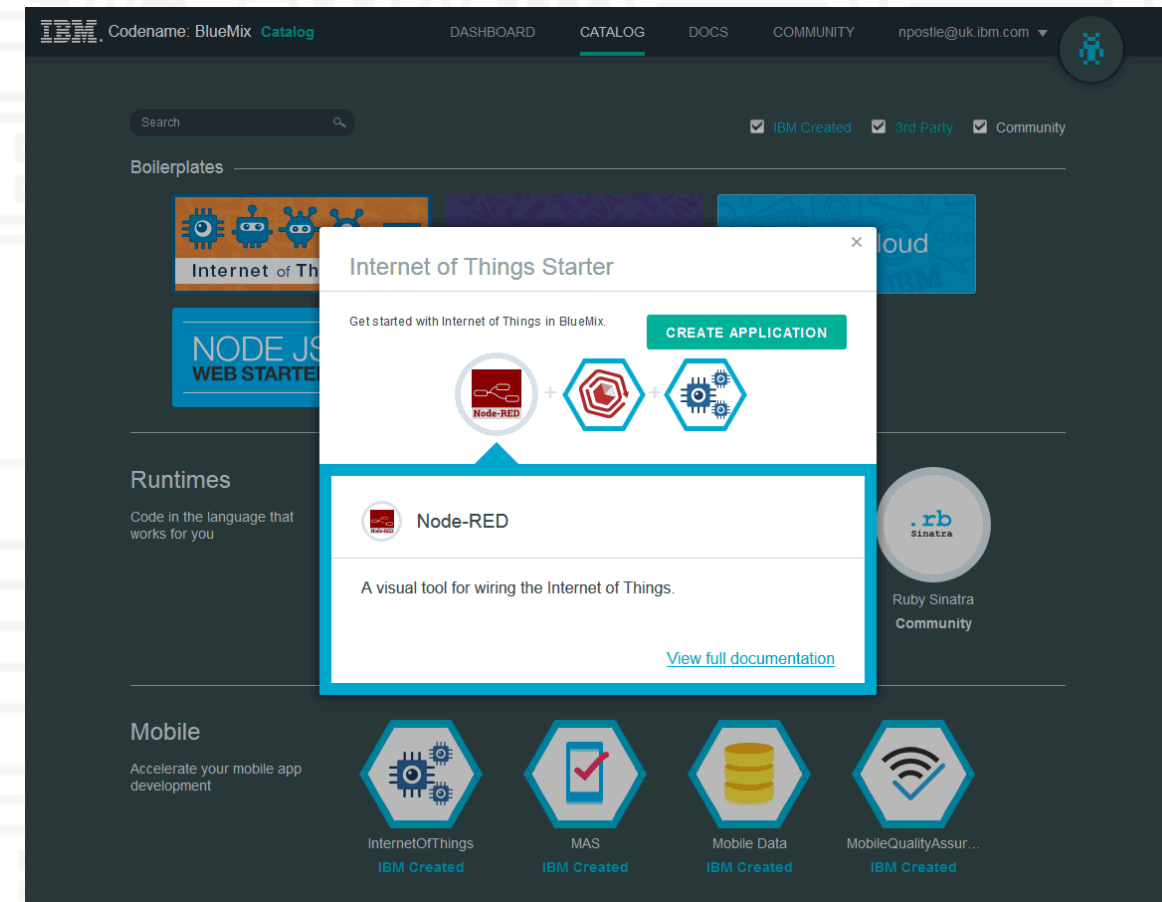 IBM. Codename: BlueMix Catalog DASHBOARD CATALOG DOCS COMMUNITY npostle@uk.ibm.com
Search IBM Created 3rd Party Community
Boilerplates
Internet of Th
loud
IBM
NODE JS
WEB STARTE
Internet of Things Starter ×
Get started with Internet of Things in BlueMix. CREATE APPLICATION
Node-RED + +
Node-RED Node-RED
A visual tool for wiring the Internet of Things.
View full documentation
Runtimes
Code in the language that
works for you
.rb
Sinatra
Ruby Sinatra
Community
Mobile
Accelerate your mobile app
development
InternetOfThings MAS Mobile Data MobileQualityAssur...
IBM Created IBM Created IBM Created IBM Created